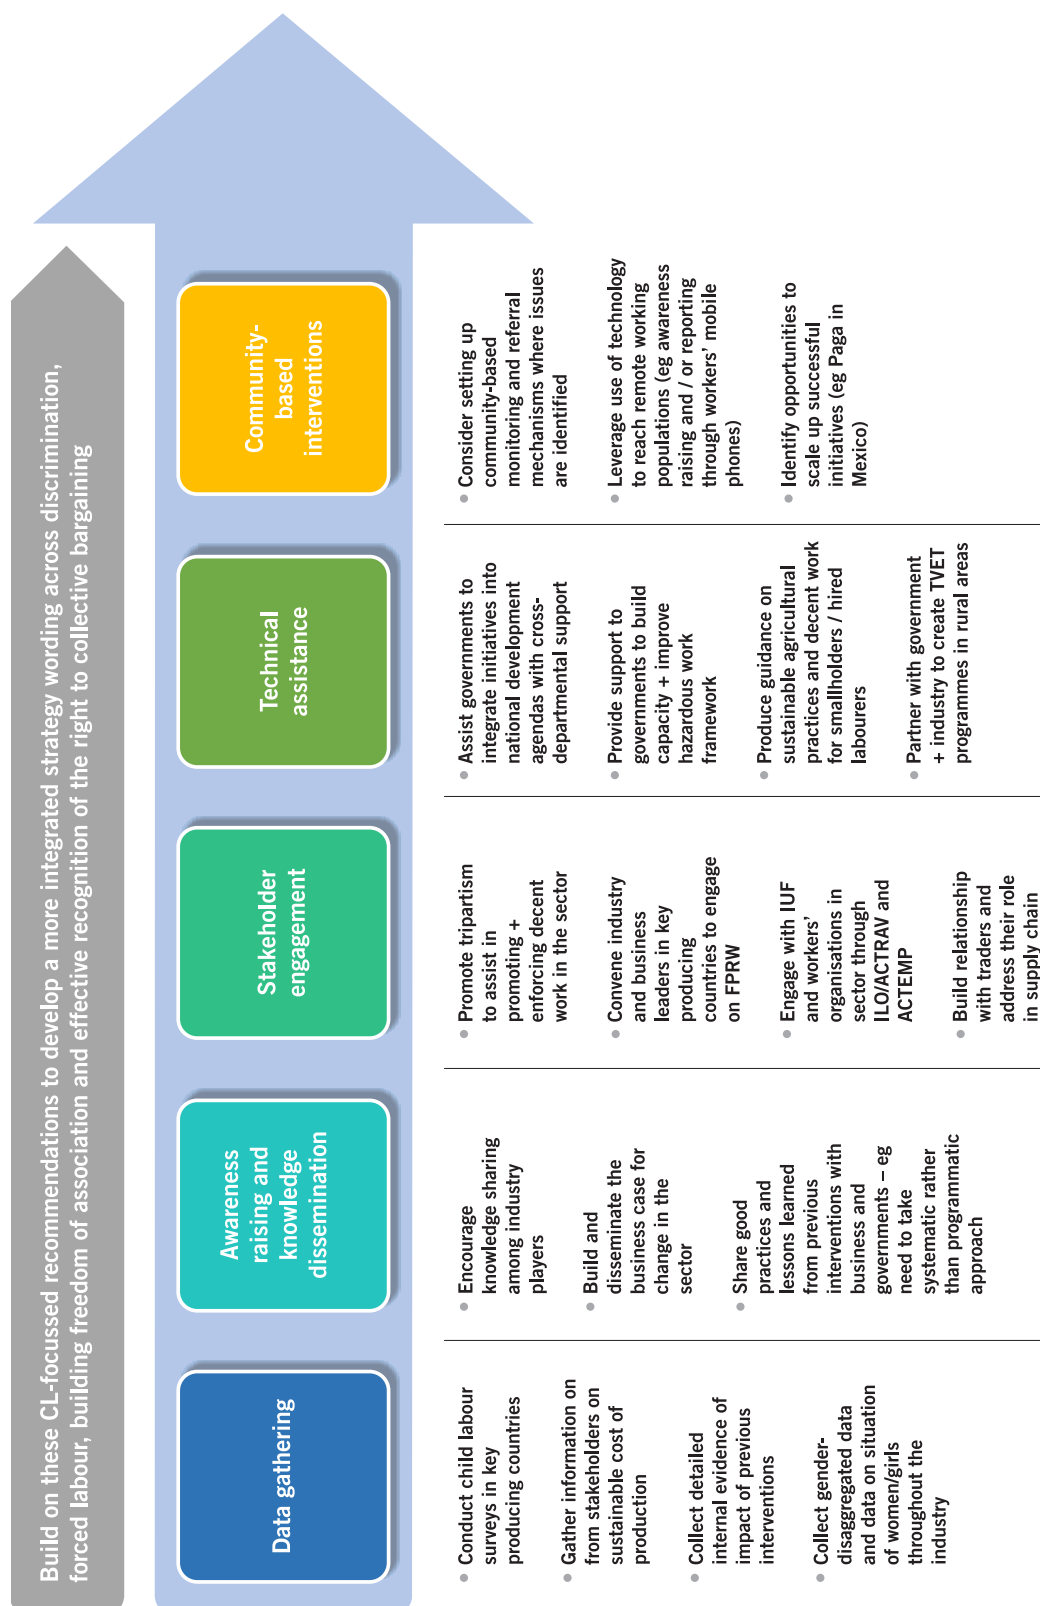 Build on these CL-focussed recommendations to develop a more integrated strategy wording across discrimination,
forced labour, building freedom of association and effective recognition of the right to collective bargaining
Data gathering
Awareness
raising and
knowledge
dissemination
Stakeholder
engagement
Technical
assistance
Community-
based
interventions
• Conduct child labour
surveys in key
producing countries
• Gather information on
from stakeholders on
sustainable cost of
production
• Collect detailed
internal evidence of
impact of previous
interventions
• Collect gender-
disaggregated data
and data on situation
of women/girls
throughout the
industry
• Encourage
knowledge sharing
among industry
players
• Build and
disseminate the
business case for
change in the
sector
• Share good
practices and
lessons learned
from previous
interventions with
business and
governments – eg
need to take
systematic rather
than programmatic
approach
• Promote tripartism
to assist in
promoting +
enforcing decent
work in the sector
• Convene industry
and business
leaders in key
producing
countries to engage
on FPRW
• Engage with IUF
and workers'
organisations in
sector through
ILO/ACTRAV and
ACTEMP
• Build relationship
with traders and
address their role
in supply chain
• Assist governments to
integrate initiatives into
national development
agendas with cross-
departmental support
• Provide support to
governments to build
capacity + improve
hazardous work
framework
• Produce guidance on
sustainable agricultural
practices and decent work
for smallholders / hired
labourers
• Partner with government
+ industry to create TVET
programmes in rural areas
• Consider setting up
community-based
monitoring and referral
mechanisms where issues
are identified
• Leverage use of technology
to reach remote working
populations (eg awareness
raising and / or reporting
through workers' mobile
phones)
• Identify opportunities to
scale up successful
initiatives (eg Paga in
Mexico)